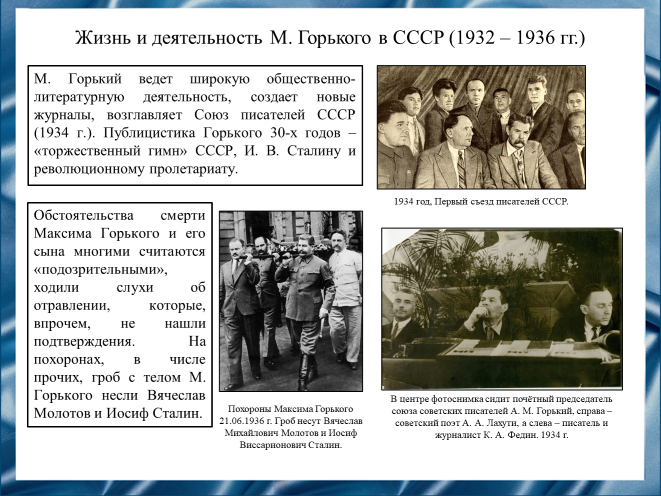 Жизнь и деятельность М. Горького в СССР (1932 – 1936 гг.)
М. Горький ведет широкую общественно-
литературную деятельность, создает новые
журналы, возглавляет Союз писателей СССР
(1934 г.). Публицистика Горького 30-х годов –
«торжественный гимн» СССР, И. В. Сталину и
революционному пролетариату.
1934 год, Первый съезд писателей СССР.
Обстоятельства смерти
Максима Горького и его
сына многими считаются
«подозрительными»,
ходили слухи об
отравлении, которые,
впрочем, не нашли
подтверждения. На
похоронах, в числе
прочих, гроб с телом М.
Горького несли Вячеслав
Молотов и Иосиф Сталин.
Похороны Максима Горького
21.06.1936 г. Гроб несут Вячеслав
Михайлович Молотов и Иосиф
Виссарионович Сталин.
В центре фотоснимка сидит почётный председатель
союза советских писателей А. М. Горький, справа –
советский поэт А. А. Лахути, а слева – писатель и
журналист К. А. Федин. 1934 г.